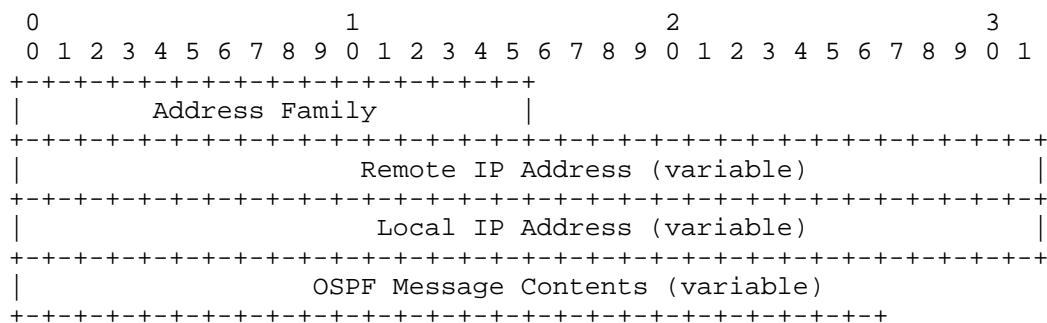 0                   1                   2                   3
 0 1 2 3 4 5 6 7 8 9 0 1 2 3 4 5 6 7 8 9 0 1 2 3 4 5 6 7 8 9 0 1
+-+-+-+-+-+-+-+-+-+-+-+-+-+-+-+-+
|        Address Family         |
+-+-+-+-+-+-+-+-+-+-+-+-+-+-+-+-+-+-+-+-+-+-+-+-+-+-+-+-+-+-+-+-+
|                     Remote IP Address (variable)              |
+-+-+-+-+-+-+-+-+-+-+-+-+-+-+-+-+-+-+-+-+-+-+-+-+-+-+-+-+-+-+-+-+
|                      Local IP Address (variable)              |
+-+-+-+-+-+-+-+-+-+-+-+-+-+-+-+-+-+-+-+-+-+-+-+-+-+-+-+-+-+-+-+-+
|                  OSPF Message Contents (variable)
+-+-+-+-+-+-+-+-+-+-+-+-+-+-+-+-+-+-+-+-+-+-+-+-+-+-+-+